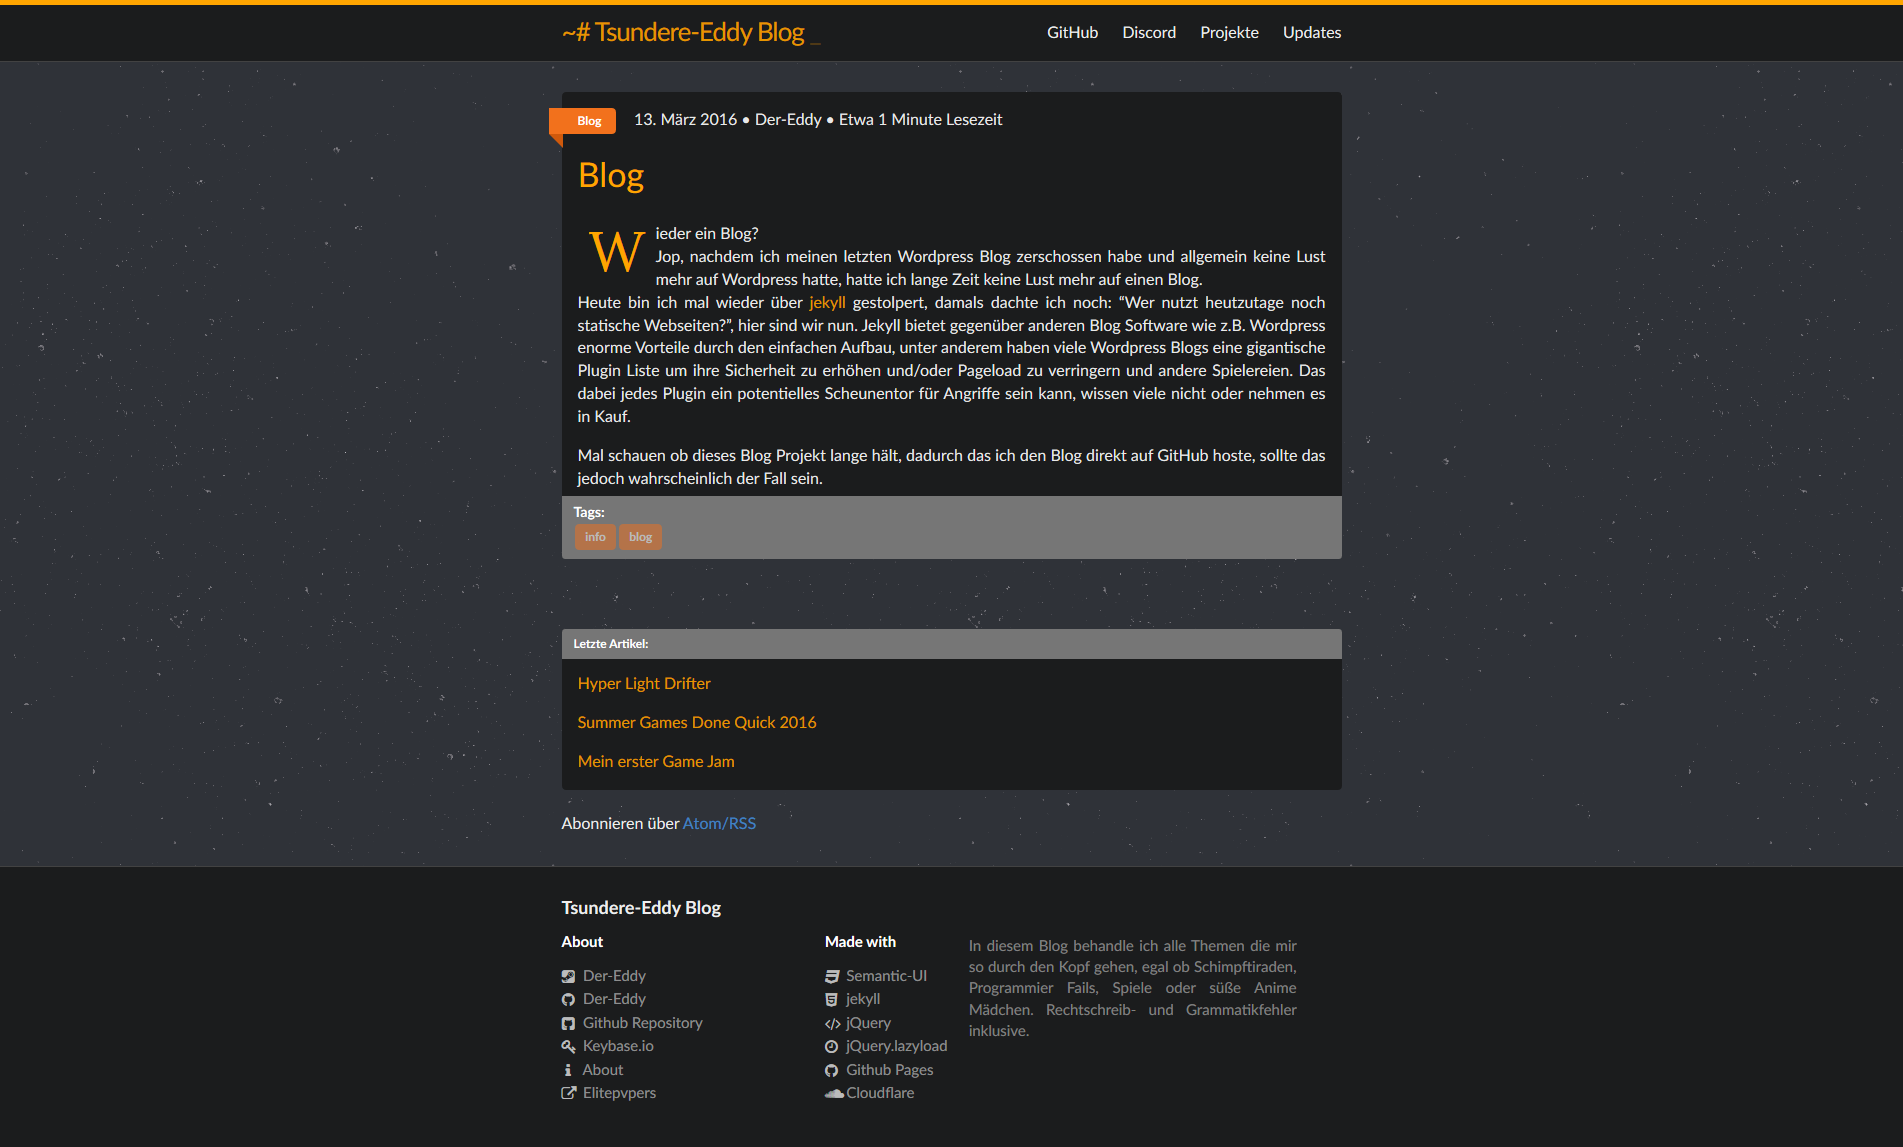 ~# Tsundere-Eddy Blog _
GitHub Discord Projekte Updates
Blog
13. März 2016 • Der-Eddy • Etwa 1 Minute Lesezeit
Blog
Wieder ein Blog?
Jop, nachdem ich meinen letzten Wordpress Blog zerschossen habe und allgemein keine Lust
mehr auf Wordpress hatte, hatte ich lange Zeit keine Lust mehr auf einen Blog.
Heute bin ich mal wieder über jekyll gestolpert, damals dachte ich noch: “Wer nutzt heutzutage noch
statische Webseiten?”, hier sind wir nun. Jekyll bietet gegenüber anderen Blog Software wie z.B. Wordpress
enorme Vorteile durch den einfachen Aufbau, unter anderem haben viele Wordpress Blogs eine gigantische
Plugin Liste um ihre Sicherheit zu erhöhen und/oder Pageload zu verringern und andere Spielereien. Das
dabei jedes Plugin ein potentielles Scheunentor für Angriffe sein kann, wissen viele nicht oder nehmen es
in Kauf.
Mal schauen ob dieses Blog Projekt lange hält, dadurch das ich den Blog direkt auf GitHub hoste, sollte das
jedoch wahrscheinlich der Fall sein.
Tags:
info blog
Letzte Artikel:
Hyper Light Drifter
Summer Games Done Quick 2016
Mein erster Game Jam
Abonnieren über Atom/RSS
Tsundere-Eddy Blog
About
Der-Eddy
Der-Eddy
Github Repository
Keybase.io
About
Elitepvpers
Made with
Semantic-UI
jekyll
jQuery
jQuery.lazyload
Github Pages
Cloudflare
In diesem Blog behandle ich alle Themen die mir
so durch den Kopf gehen, egal ob Schimpftiraden,
Programmier Fails, Spiele oder süße Anime
Mädchen. Rechtschreib- und Grammatikfehler
inklusive.